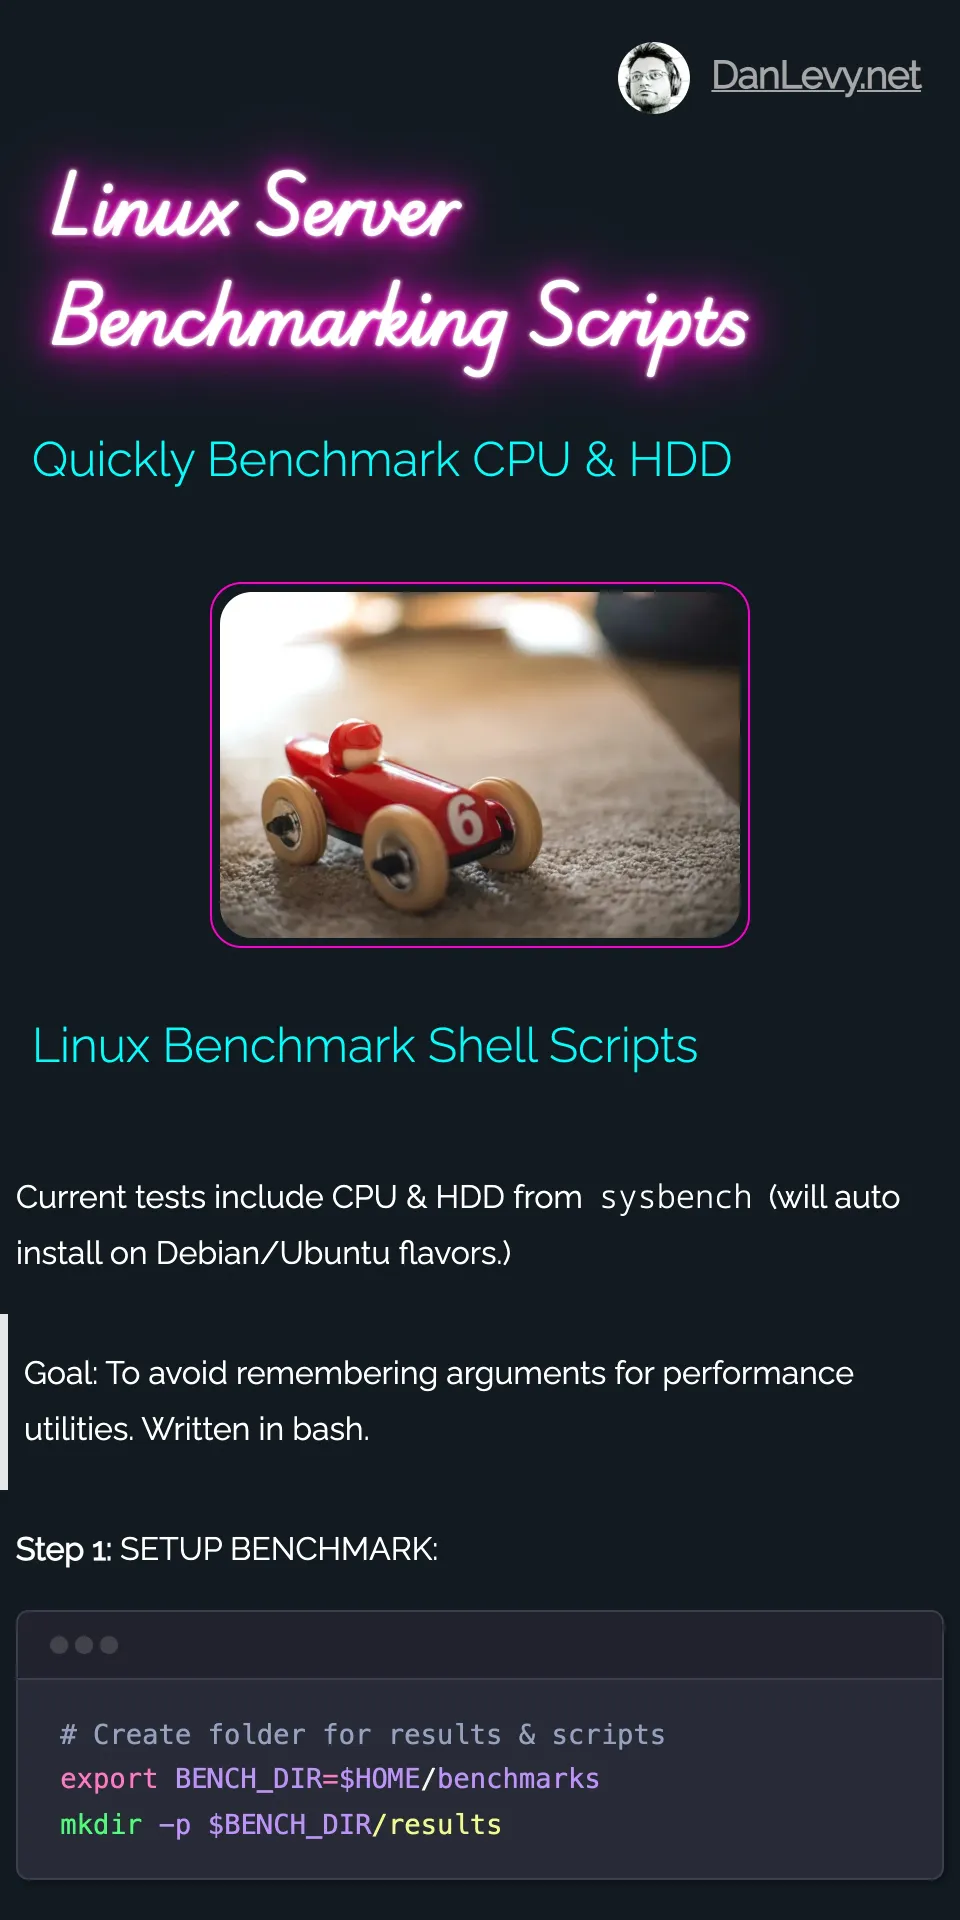 DanLevy.net
Linux Server
Benchmarking Scripts
Quickly Benchmark CPU & HDD
6
Linux Benchmark Shell Scripts
Current tests include CPU & HDD from sysbench (will auto
install on Debian/Ubuntu flavors.)
Goal: To avoid remembering arguments for performance
utilities. Written in bash.
Step 1: SETUP BENCHMARK:
# Create folder for results & scripts
export BENCH_DIR=$HOME/benchmarks
mkdir -p $BENCH_DIR/results